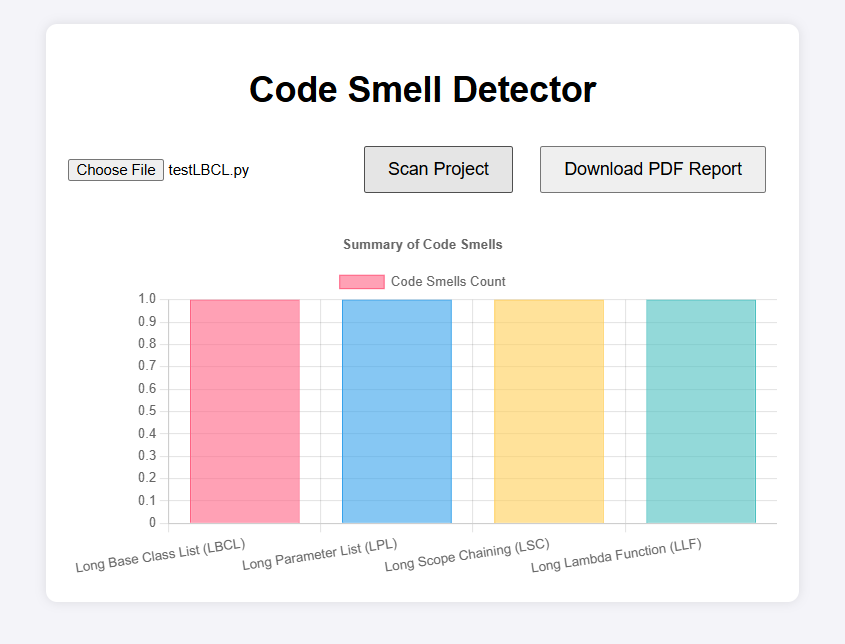 Code Smell Detector
Choose File testLBCL.py
Scan Project
Download PDF Report
Summary of Code Smells
Code Smells Count
1.0
0.9
0.8
0.7
0.6
0.5
0.4
0.3
0.2
0.1
0
Long Base Class List (LBCL)
Long Parameter List (LPL)
Long Scope Chaining (LSC)
Long Lambda Function (LLF)